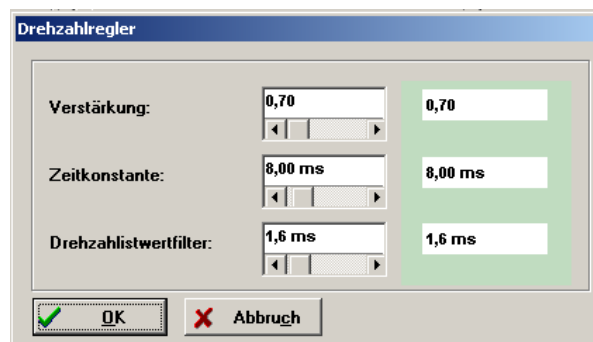 Drehzahlregler
Verstärkung: 0,70 0,70
Zeitkonstante: 8,00 ms 8,00 ms
Drehzahlistwertfilter: 1,6 ms 1,6 ms
OK Abbruch